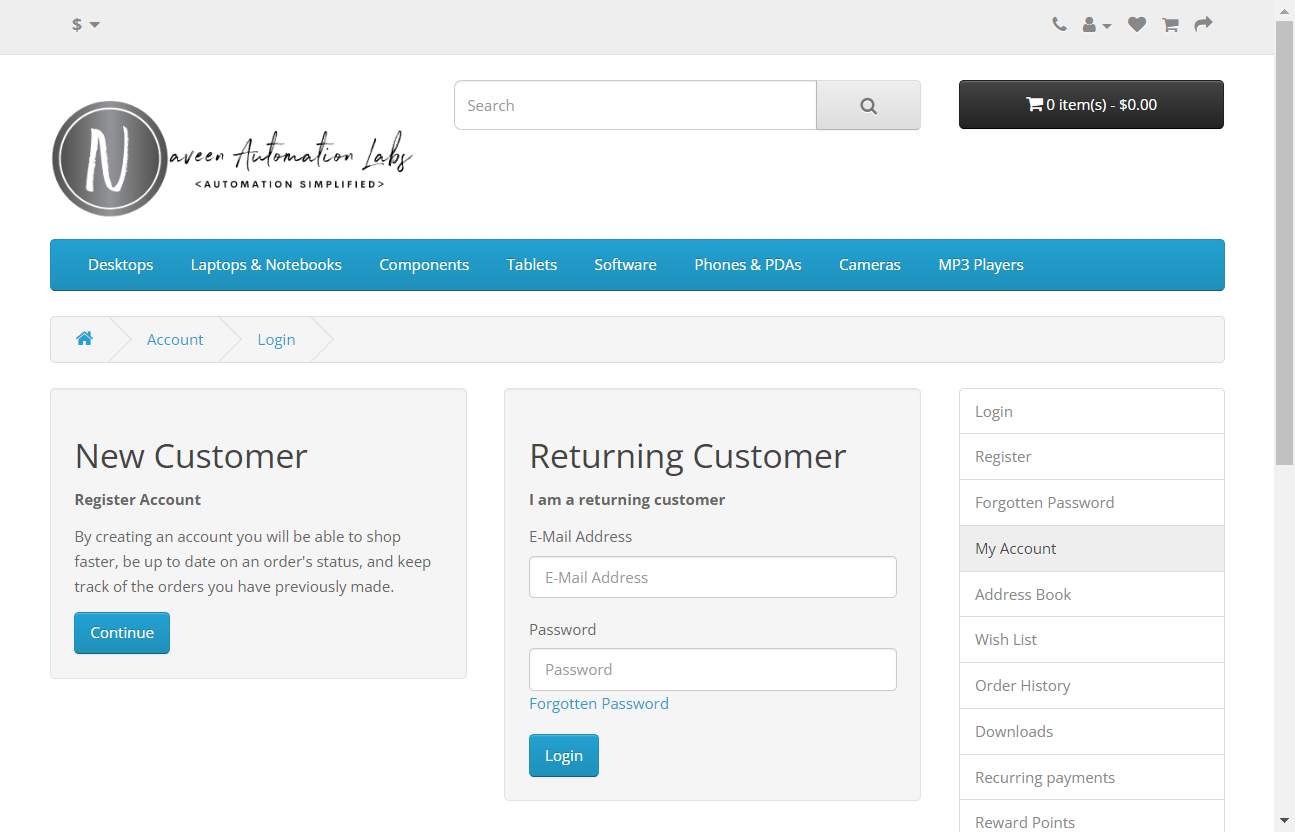 $
Search
0 item(s) - $0.00
N
aveen Automation Labs
<AUTOMATION SIMPLIFIED>
Desktops Laptops & Notebooks Components Tablets Software Phones & PDAs Cameras MP3 Players
Account Login
New Customer
Register Account
By creating an account you will be able to shop
faster, be up to date on an order's status, and keep
track of the orders you have previously made.
Continue
Returning Customer
I am a returning customer
E-Mail Address
E-Mail Address
Password
Password
Forgotten Password
Login
Login
Register
Forgotten Password
My Account
Address Book
Wish List
Order History
Downloads
Recurring payments
Reward Points